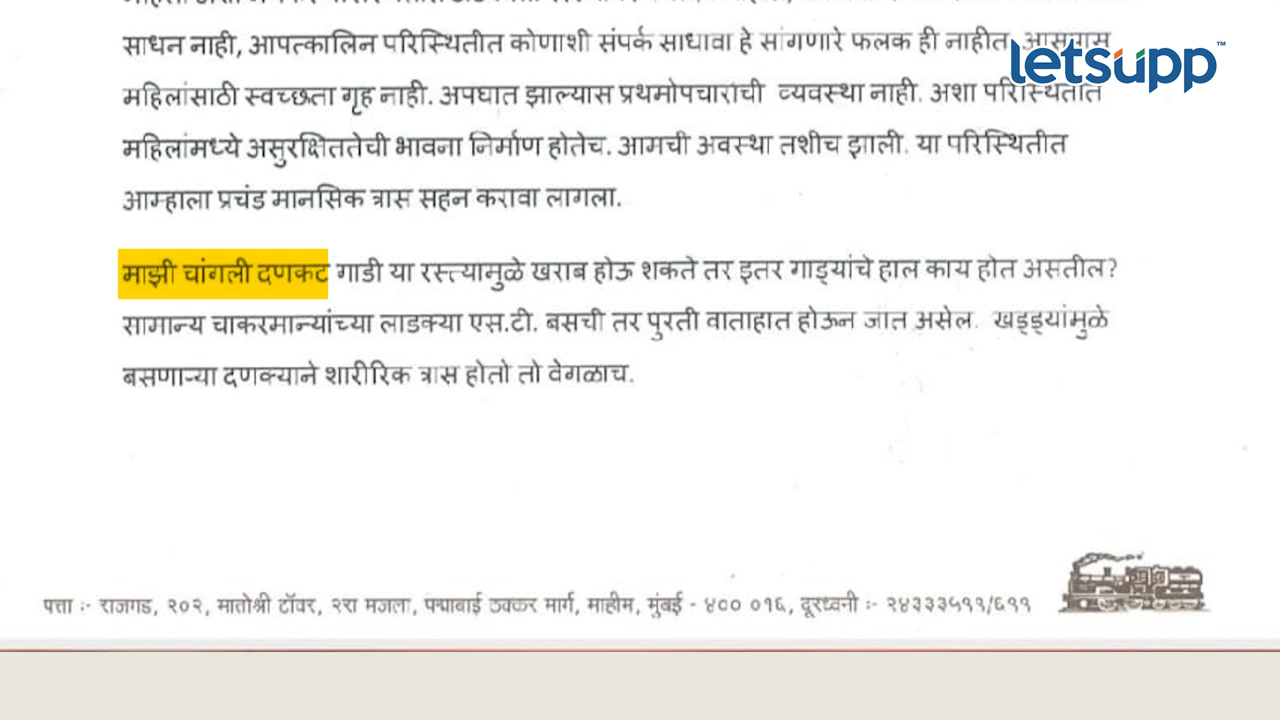 साधन नाही, आपत्कालिन परिस्थितीत कोणाशी संपर्क साधावा हे सांगणारे फलक ही नाहीत, आसपास
letsupp™
महिलांसाठी स्वच्छता गृह नाही. अपघात झाल्यास प्रथमोपचाराची व्यवस्था नाही. अशा परिस्थितीत
महिलांमध्ये असुरक्षिततेची भावना निर्माण होतेच. आमची अवस्था तशीच झाली. या परिस्थितीत
आम्हाला प्रचंड मानसिक त्रास सहन करावा लागला.
माझी चांगली दणकट गाडी या रस्त्यामुळे खराब होऊ शकते तर इतर गाड्यांचे हाल काय होत असतील?
सामान्य चाकरमान्यांच्या लाडक्या एस.टी. बसची तर पुरती वाताहात होऊन जात असेल. खड्ड्यांमुळे
बसणाऱ्या दणक्याने शारीरिक त्रास होतो तो वेगळाच.
पत्ता :- राजगड, २०२, मातोश्री टॉवर, २रा मजला, पद्माबाई ठक्कर मार्ग, माहीम, मुंबई - ४०० ०१६, दूरध्वनी :- २४३३३५११/६११